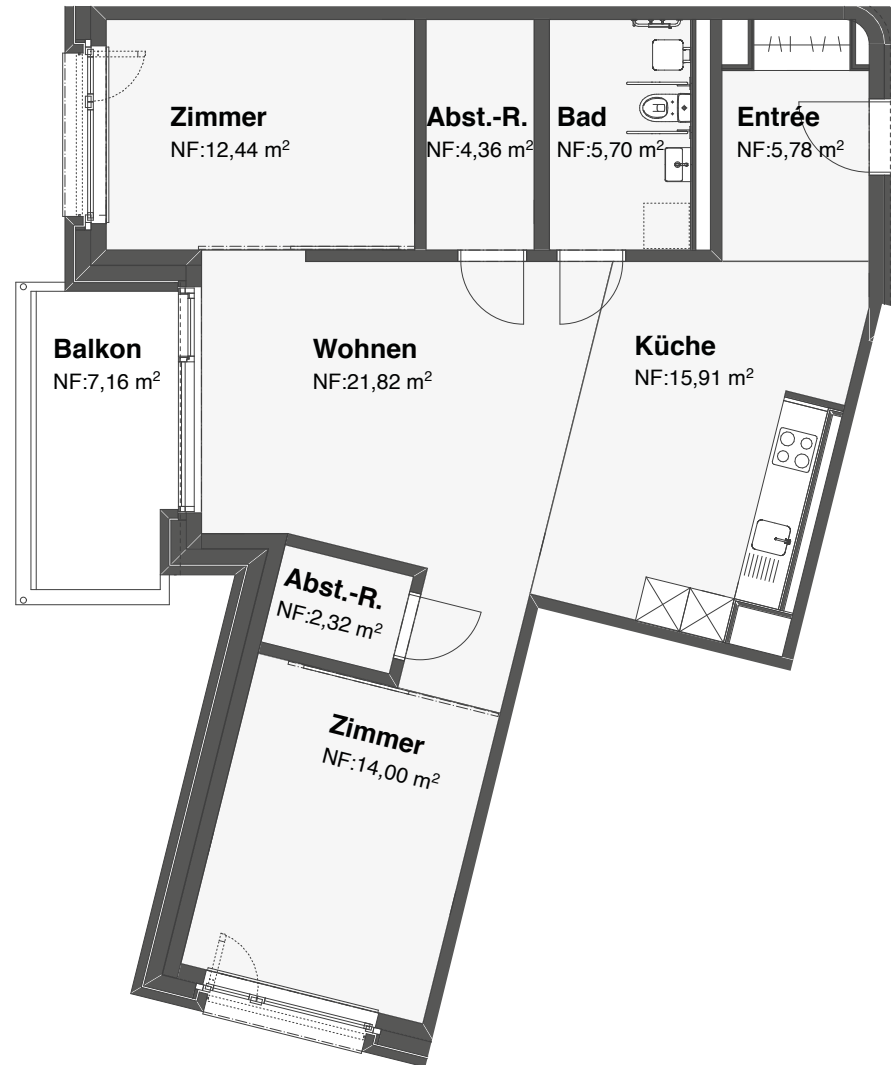 Zimmer
NF:12,44 m²
Abst.-R.
NF:4,36 m²
Bad
NF:5,70 m²
Entrée
NF:5,78 m²
Balkon
NF:7,16 m²
Wohnen
NF:21,82 m²
Küche
NF:15,91 m²
Abst.-R.
NF:2,32 m²
Zimmer
NF:14,00 m²